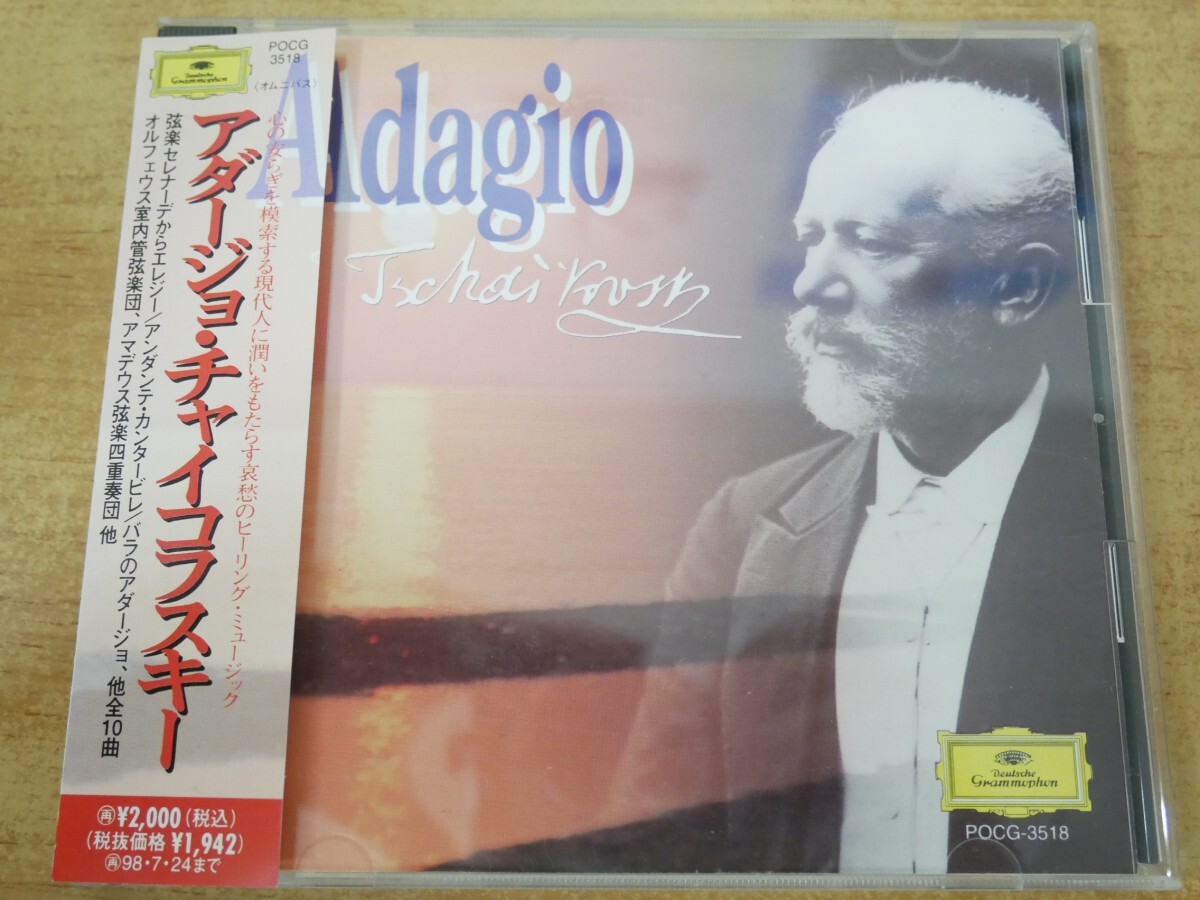 Deutsche
Grammophon
POCG
3518
〈オムニバス〉
心の安らぎを模索する現代人に潤いをもたらす哀愁のヒーリング・ミュージック
アダージョ・チャイコフスキー
弦楽セレナーデからエレジー/アンダンテ・カンタービレ/バラのアダージョ、他全10曲
オルフェウス室内管弦楽団、アマデウス弦楽四重奏団 他
再¥2,000(税込)
(税抜価格 ¥1,942)
再98・7・24まで
Adagio
Tschaïkovsky
Deutsche
Grammophon
POCG-3518